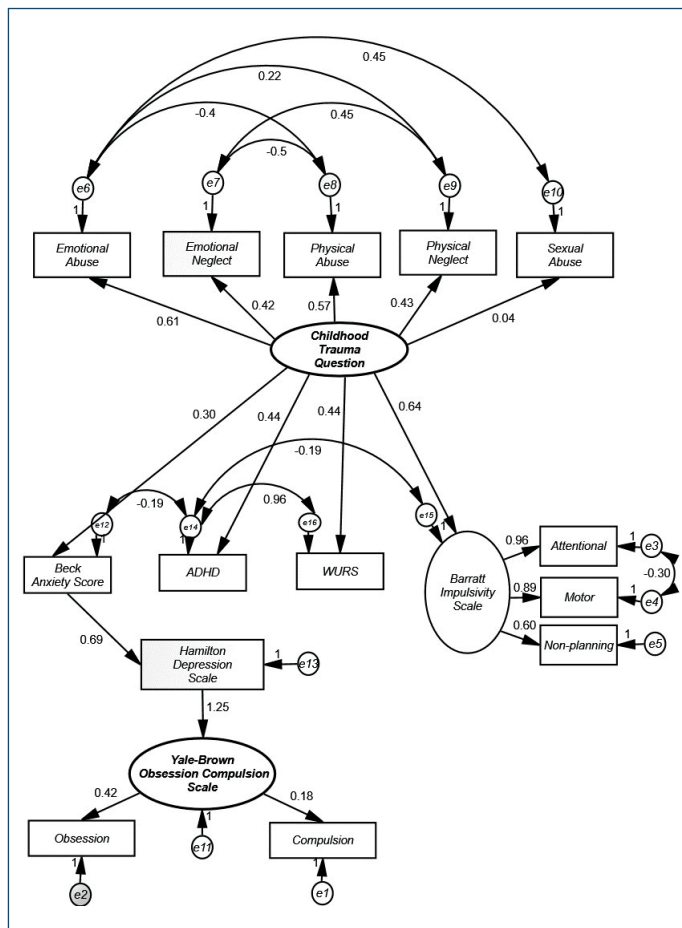 0.45
0.22
-0.4
0.45
-0.5
e6
e7
e8
e9
e10
1
1
1
1
1
Emotional
Abuse
Emotional
Neglect
Physical
Abuse
Physical
Neglect
Sexual
Abuse
0.61
0.42
0.57
0.43
0.04
Childhood
Trauma
Question
0.30
0.44
0.44
0.64
-0.19
-0.19
0.96
e12
e14
e16
e15
1
1
1
Beck
Anxiety Score
ADHD
WURS
Barratt
Impulsivity
Scale
0.96
Attentional
1
e3
-0.30
0.89
Motor
1
e4
0.60
Non-planning
1
e5
0.69
Hamilton
Depression
Scale
1
e13
1.25
Yale-Brown
Obsession Compulsion
Scale
0.42
0.18
1
e11
Obsession
Compulsion
1
1
e2
e1